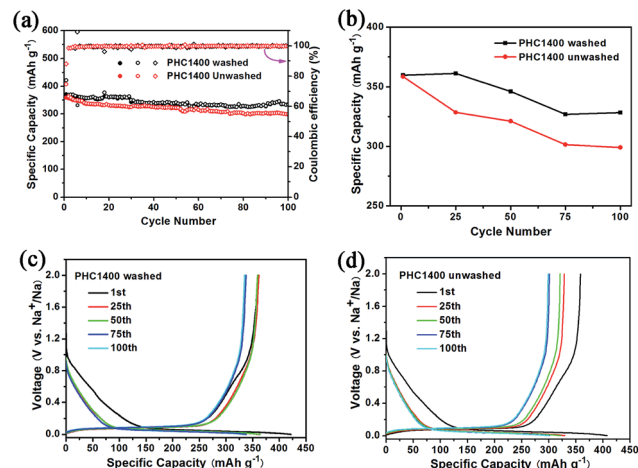 (a)
600
500
400
300
200
100
0
Specific Capacity (mAh g⁻¹)
PHC1400 washed
PHC1400 Unwashed
100
80
60
40
20
0
Coulombic efficiency (%)
0 20 40 60 80 100
Cycle Number
(b)
450
400
350
300
250
Specific Capacity (mAh g⁻¹)
PHC1400 washed
PHC1400 unwashed
0 25 50 75 100
Cycle Number
(c)
2.0
1.6
1.2
0.8
0.4
0.0
Voltage (V vs. Na⁺/Na)
PHC1400 washed
1st
25th
50th
75th
100th
0 50 100 150 200 250 300 350 400 450
Specific Capacity (mAh g⁻¹)
(d)
2.0
1.6
1.2
0.8
0.4
0.0
Voltage (V vs. Na⁺/Na)
PHC1400 unwashed
1st
25th
50th
75th
100th
0 50 100 150 200 250 300 350 400 450
Specific Capacity (mAh g⁻¹)